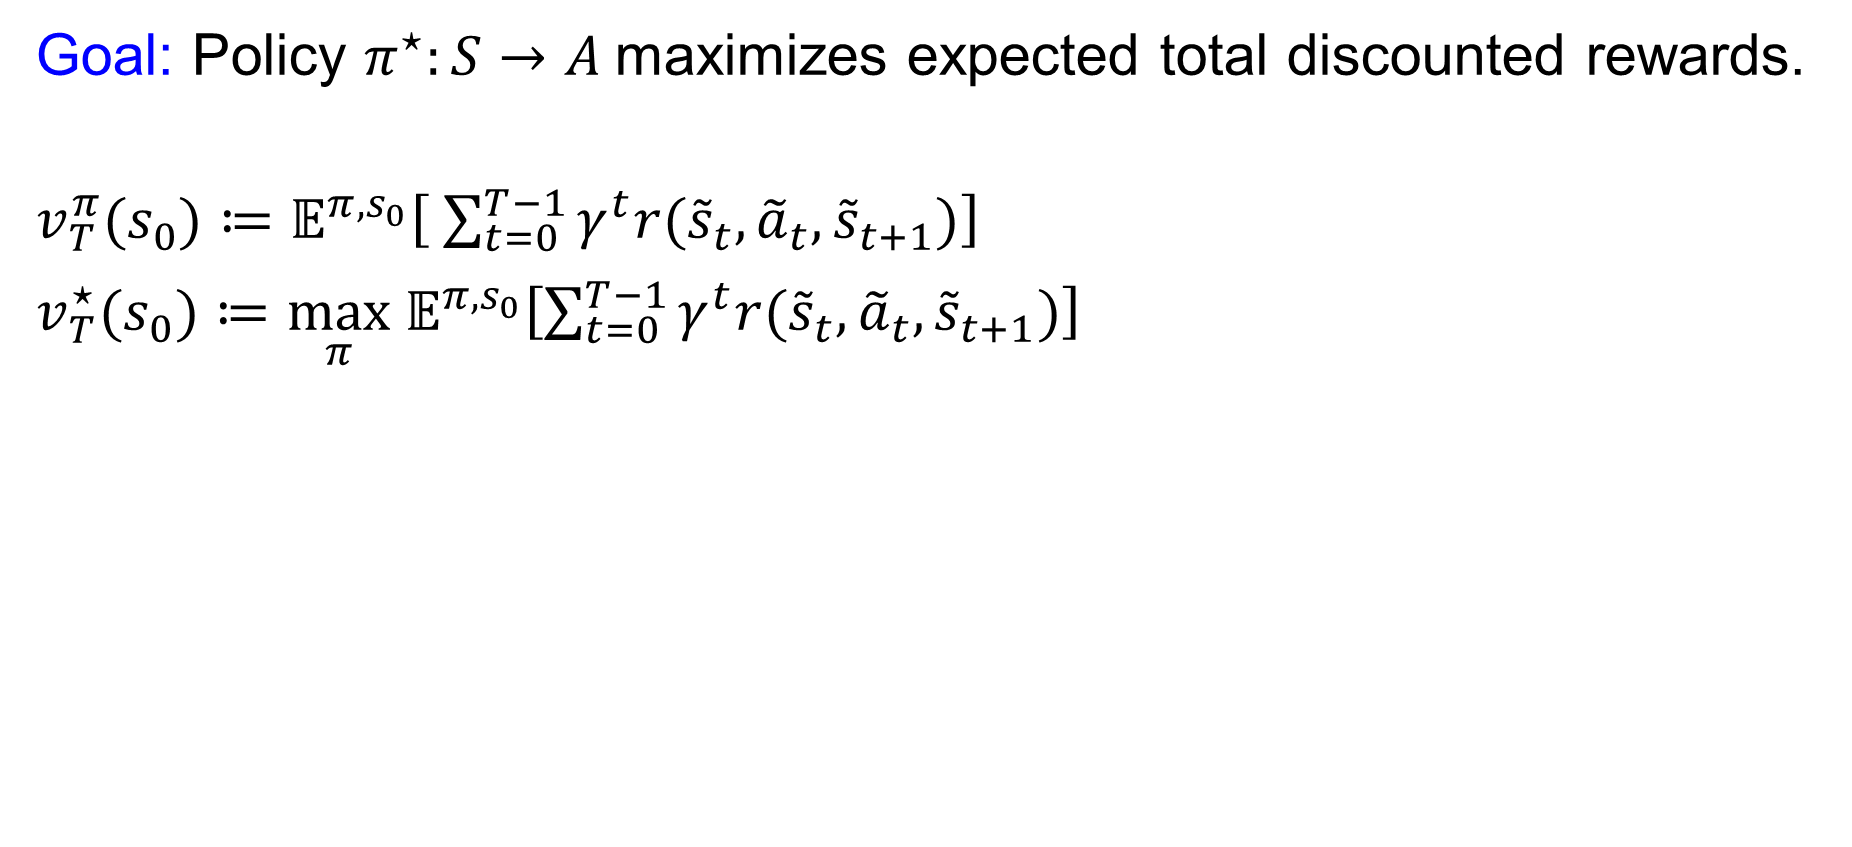 Goal: Policy π⋆: S → A maximizes expected total discounted rewards.
v_T^π(s_0) ≔ 𝔼^{π,s_0}[ ∑_{t=0}^{T−1} γ^t r(s̃_t, ã_t, s̃_{t+1})]
v_T^⋆(s_0) ≔ max_π 𝔼^{π,s_0}[∑_{t=0}^{T−1} γ^t r(s̃_t, ã_t, s̃_{t+1})]